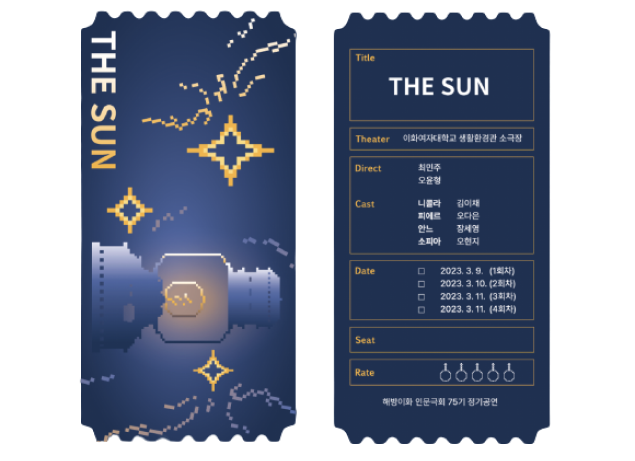 THE SUN
Title
THE SUN
Theater 이화여자대학교 생활환경관 소극장
Direct 최민주
오윤형
Cast 니콜라 김이채
피에르 오다은
안느 장세영
소피아 오현지
Date □ 2023. 3. 9. (1회차)
□ 2023. 3. 10. (2회차)
□ 2023. 3. 11. (3회차)
□ 2023. 3. 11. (4회차)
Seat
Rate
해방이화 인문극회 75기 정기공연